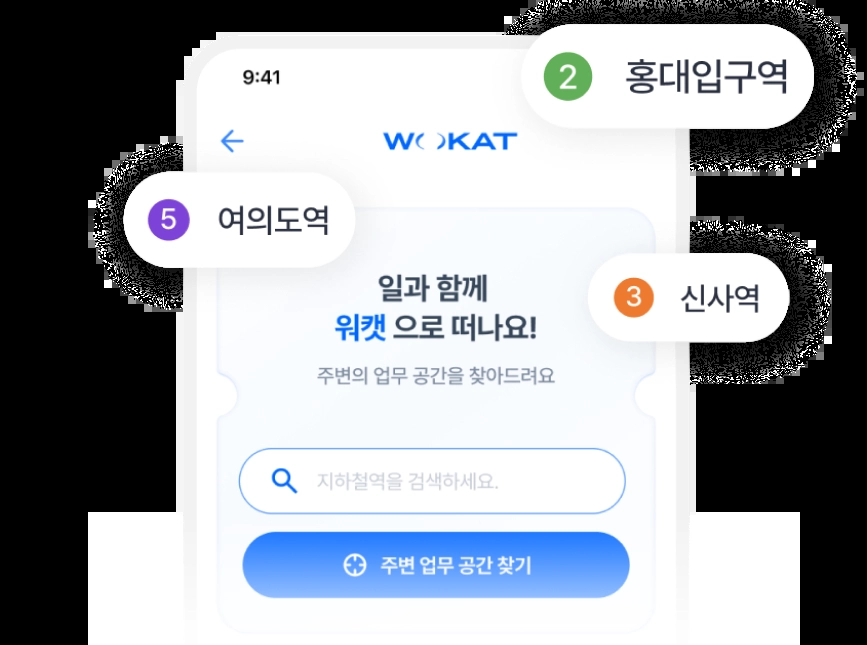 9:41
2 홍대입구역
WOKAT
5 여의도역
3 신사역
일과 함께
워캣 으로 떠나요!
주변의 업무 공간을 찾아드려요
지하철역을 검색하세요.
주변 업무 공간 찾기